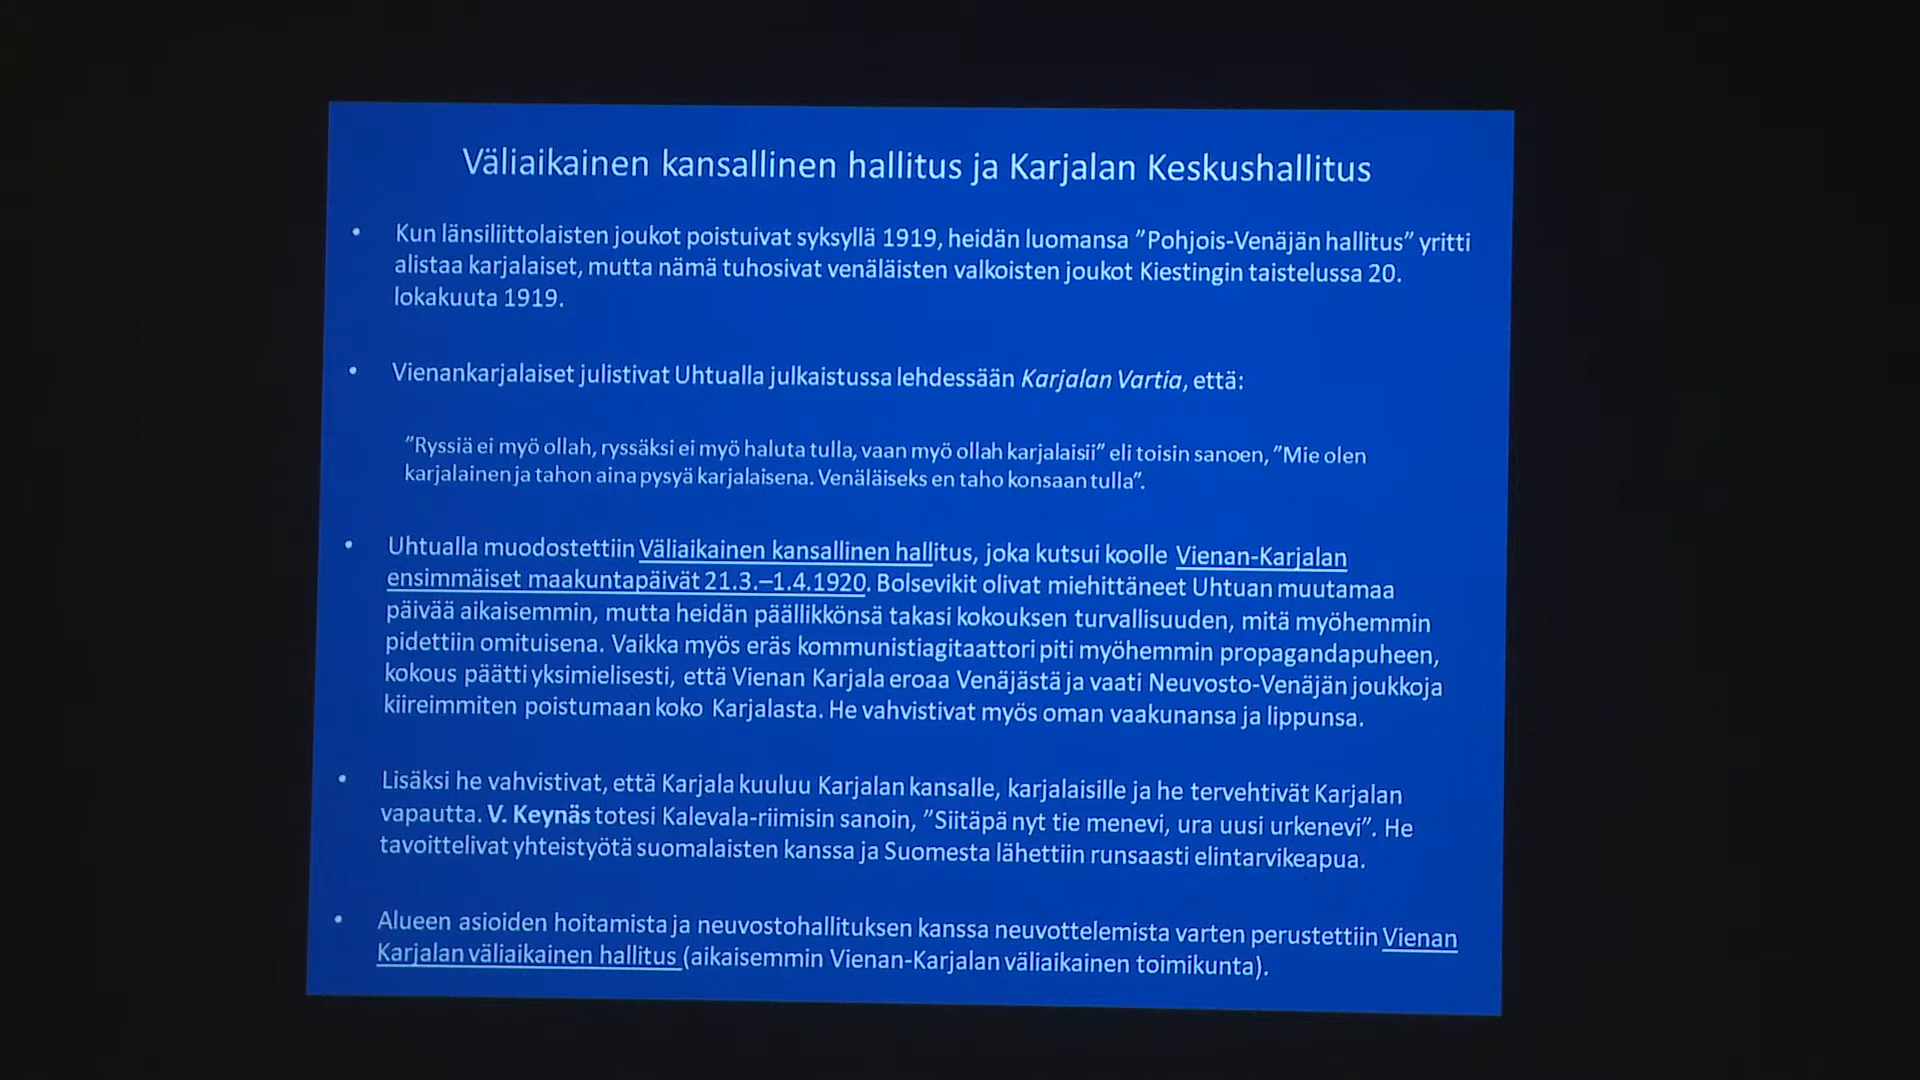 Väliaikainen kansallinen hallitus ja Karjalan Keskushallitus
• Kun länsiliittolaisten joukot poistuivat syksyllä 1919, heidän luomansa ”Pohjois-Venäjän hallitus” yritti
alistaa karjalaiset, mutta nämä tuhosivat venäläisten valkoisten joukot Kiestingin taistelussa 20.
lokakuuta 1919.
• Vienankarjalaiset julistivat Uhtualla julkaistussa lehdessään Karjalan Vartia, että:
”Ryssiä ei myö ollah, ryssäksi ei myö haluta tulla, vaan myö ollah karjalaisii” eli toisin sanoen, ”Mie olen
karjalainen ja tahon aina pysyä karjalaisena. Venäläiseks en taho konsaan tulla”.
• Uhtualla muodostettiin Väliaikainen kansallinen hallitus, joka kutsui koolle Vienan-Karjalan
ensimmäiset maakuntapäivät 21.3.–1.4.1920. Bolsevikit olivat miehittäneet Uhtuan muutamaa
päivää aikaisemmin, mutta heidän päällikkönsä takasi kokouksen turvallisuuden, mitä myöhemmin
pidettiin omituisena. Vaikka myös eräs kommunistiagitaattori piti myöhemmin propagandapuheen,
kokous päätti yksimielisesti, että Vienan Karjala eroaa Venäjästä ja vaati Neuvosto-Venäjän joukkoja
kiireimmiten poistumaan koko Karjalasta. He vahvistivat myös oman vaakunansa ja lippunsa.
• Lisäksi he vahvistivat, että Karjala kuuluu Karjalan kansalle, karjalaisille ja he tervehtivät Karjalan
vapautta. V. Keynäs totesi Kalevala-riimisin sanoin, ”Siitäpä nyt tie menevi, ura uusi urkenevi”. He
tavoittelivat yhteistyötä suomalaisten kanssa ja Suomesta lähettiin runsaasti elintarvikeapua.
• Alueen asioiden hoitamista ja neuvostohallituksen kanssa neuvottelemista varten perustettiin Vienan
Karjalan väliaikainen hallitus (aikaisemmin Vienan-Karjalan väliaikainen toimikunta).